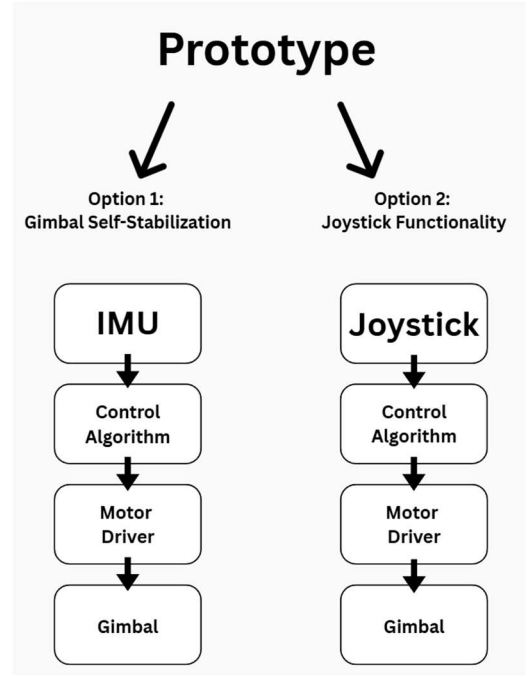 Prototype
Option 1:
Gimbal Self-Stabilization
IMU
Control
Algorithm
Motor
Driver
Gimbal
Option 2:
Joystick Functionality
Joystick
Control
Algorithm
Motor
Driver
Gimbal